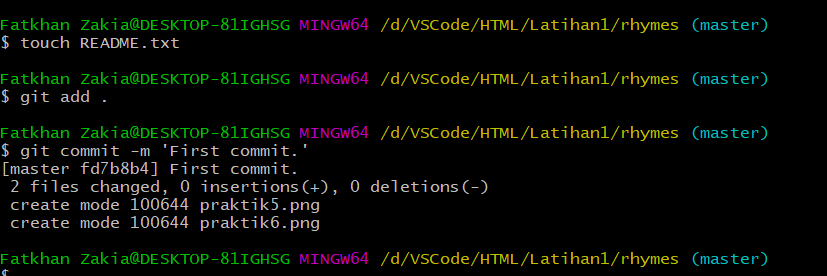 Fatkhan Zakia@DESKTOP-81IGHSG MINGW64 /d/VSCode/HTML/Latihan1/rhymes (master)
$ touch README.txt
Fatkhan Zakia@DESKTOP-81IGHSG MINGW64 /d/VSCode/HTML/Latihan1/rhymes (master)
$ git add .
Fatkhan Zakia@DESKTOP-81IGHSG MINGW64 /d/VSCode/HTML/Latihan1/rhymes (master)
$ git commit -m 'First commit.'
[master fd7b8b4] First commit.
 2 files changed, 0 insertions(+), 0 deletions(-)
 create mode 100644 praktik5.png
 create mode 100644 praktik6.png
Fatkhan Zakia@DESKTOP-81IGHSG MINGW64 /d/VSCode/HTML/Latihan1/rhymes (master)
$